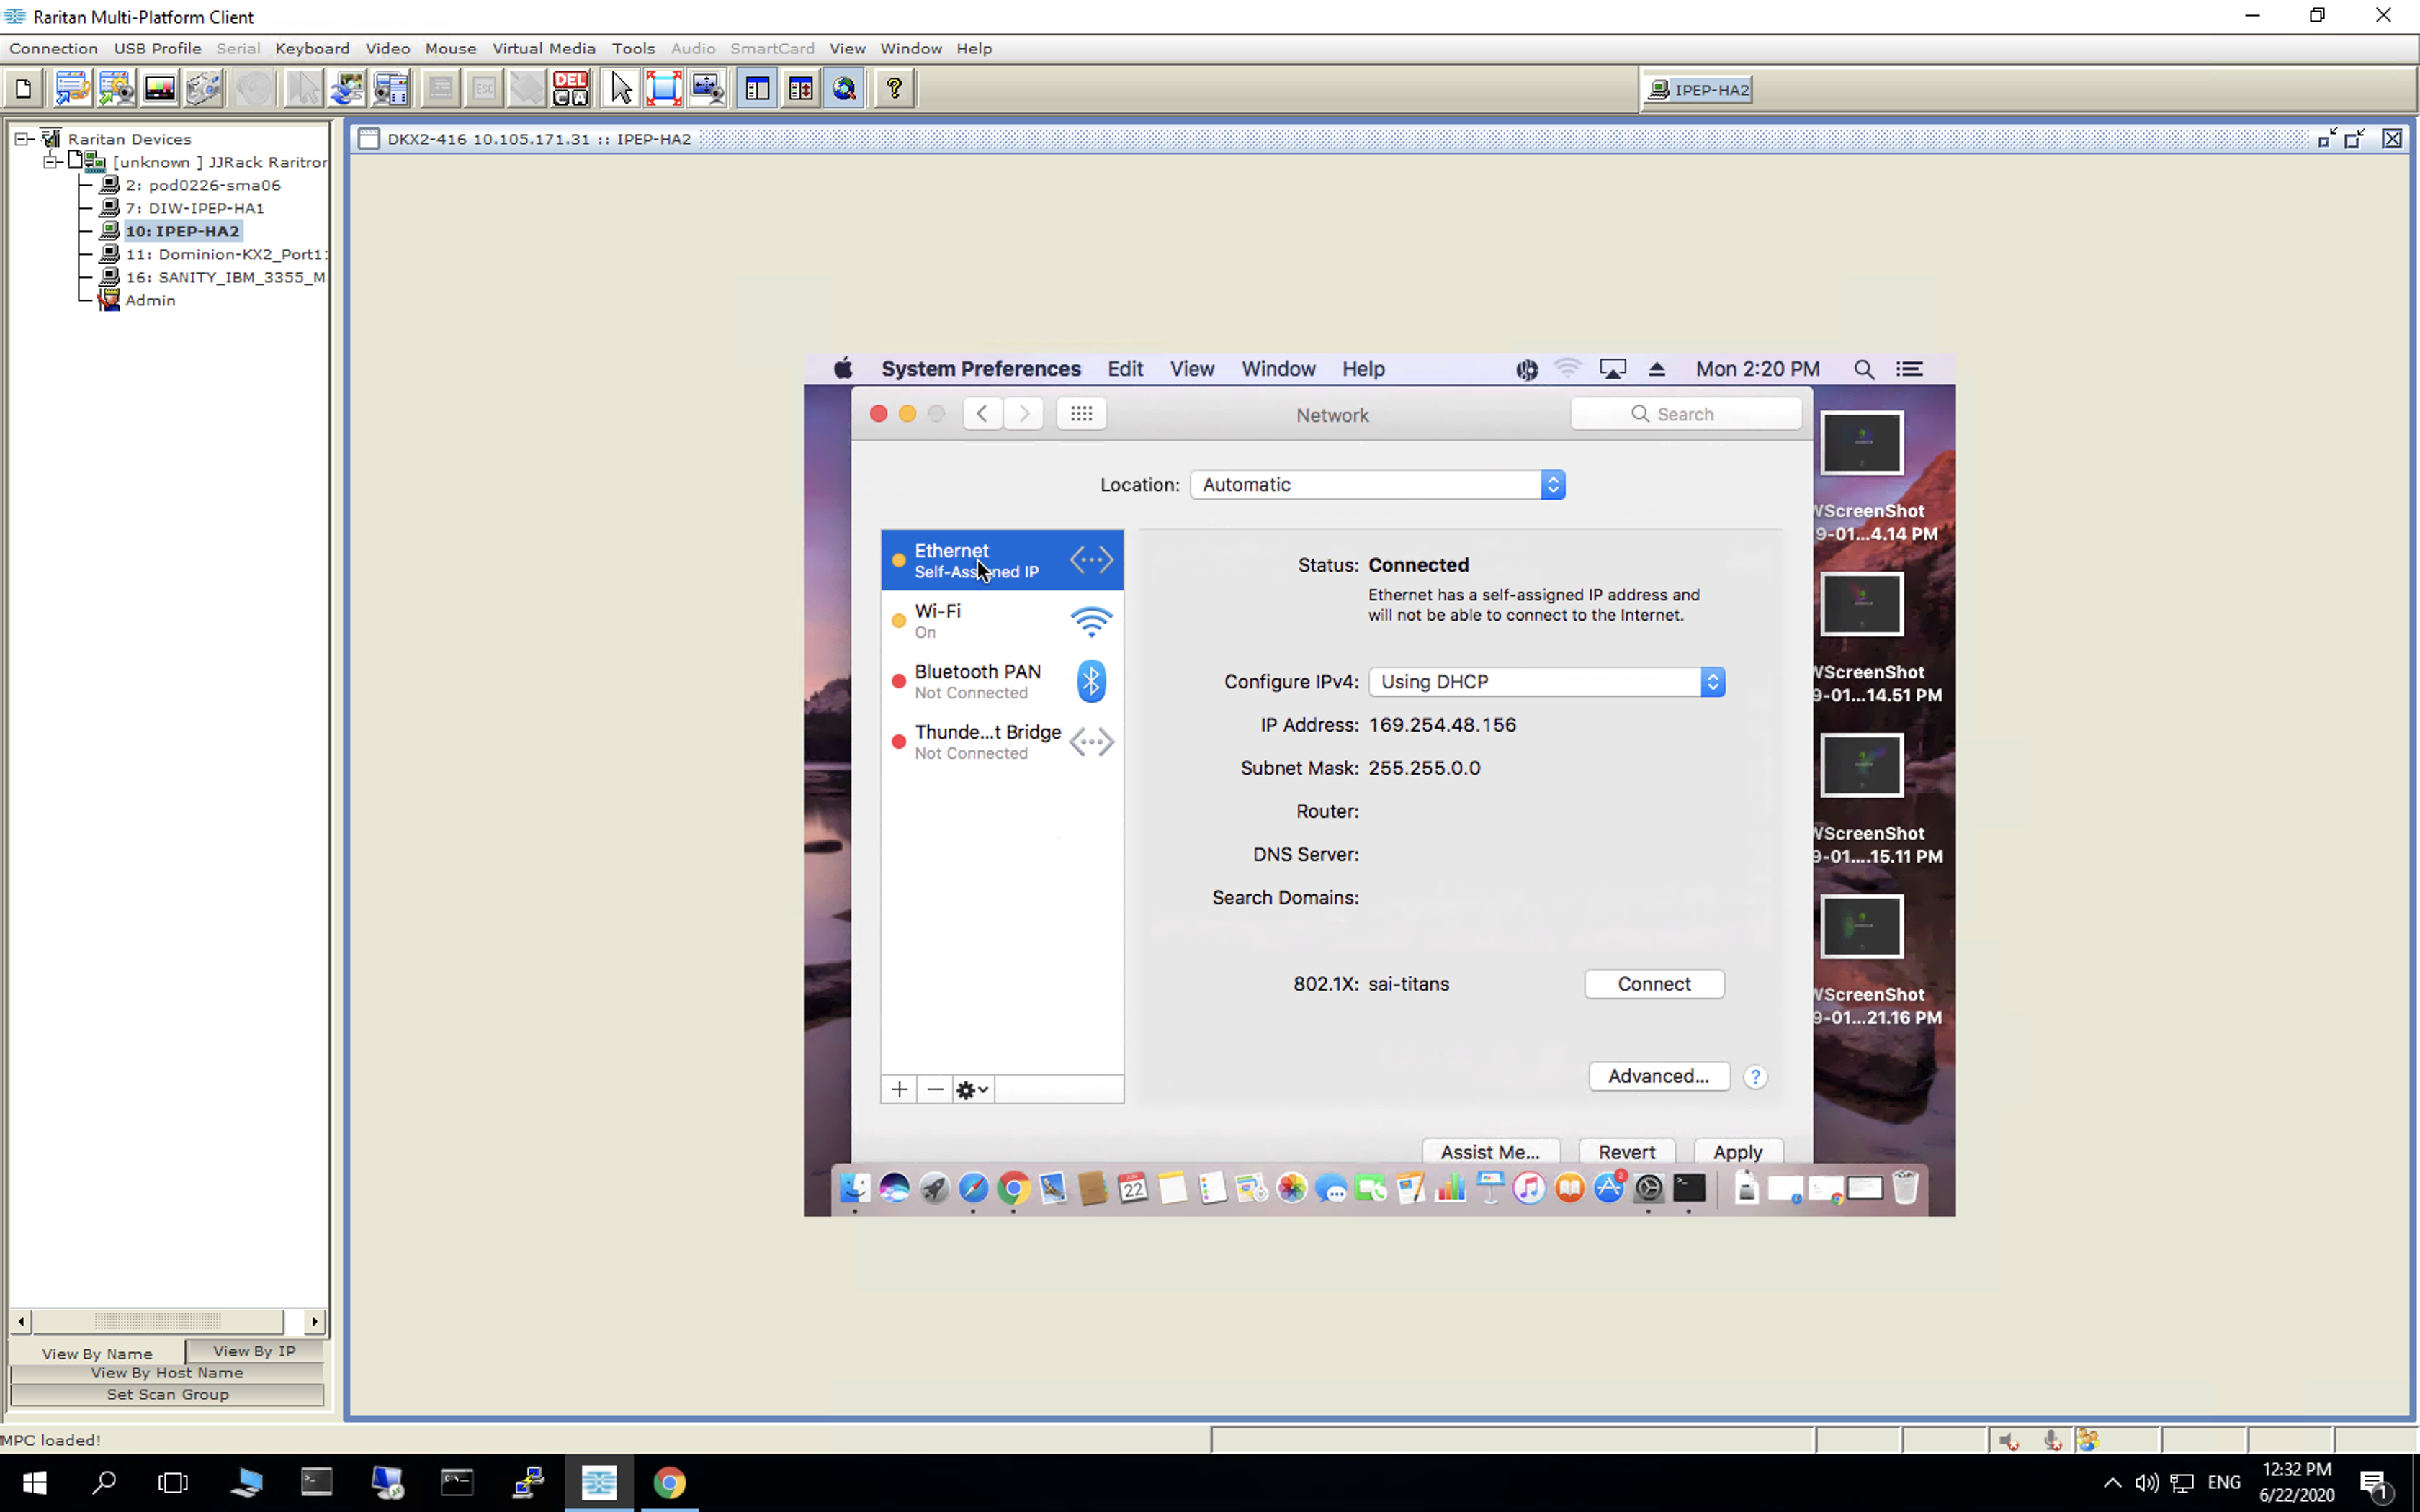 Raritan Multi-Platform Client
Connection USB Profile Serial Keyboard Video Mouse Virtual Media Tools Audio SmartCard View Window Help
ESC
DEL
C A
?
IPEP-HA2
Raritan Devices
[unknown ] JJRack Raritror
2: pod0226-sma06
7: DIW-IPEP-HA1
10: IPEP-HA2
11: Dominion-KX2_Port1:
16: SANITY_IBM_3355_M
Admin
DKX2-416 10.105.171.31 :: IPEP-HA2
System Preferences Edit View Window Help Mon 2:20 PM
Network
Search
Location: Automatic
Ethernet
Self-Assigned IP
Wi-Fi
On
Bluetooth PAN
Not Connected
Thunde...t Bridge
Not Connected
Status: Connected
Ethernet has a self-assigned IP address and
will not be able to connect to the Internet.
Configure IPv4: Using DHCP
IP Address: 169.254.48.156
Subnet Mask: 255.255.0.0
Router:
DNS Server:
Search Domains:
802.1X: sai-titans Connect
Advanced... ?
Assist Me... Revert Apply
ScreenShot
9-01...4.14 PM
ScreenShot
9-01...14.51 PM
ScreenShot
9-01....15.11 PM
ScreenShot
9-01...21.16 PM
22
2
View By Name View By IP
View By Host Name
Set Scan Group
MPC loaded!
ENG
12:32 PM
6/22/2020
1